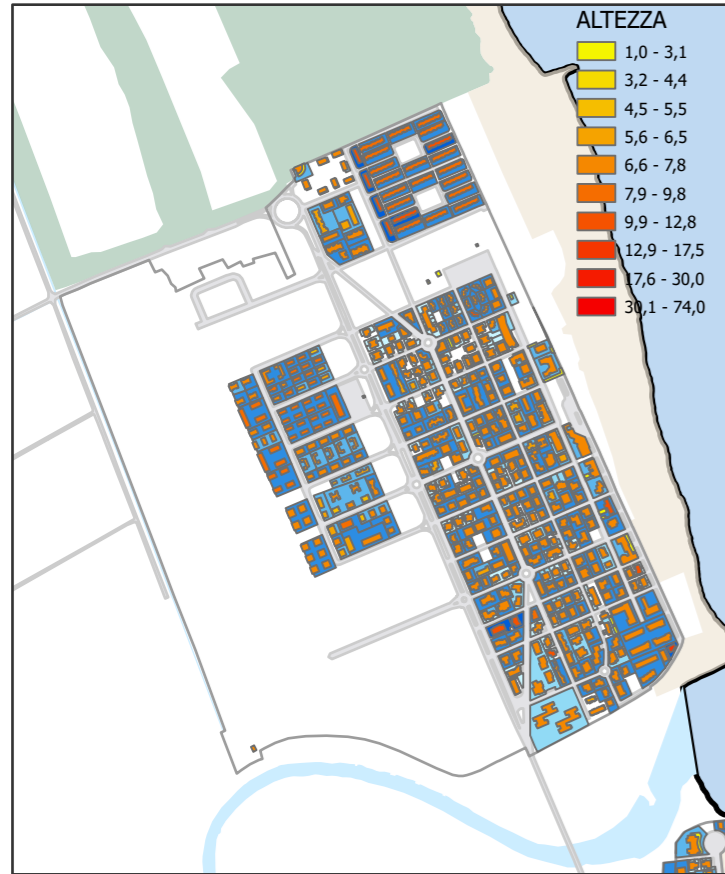 ALTEZZA
1,0 - 3,1
3,2 - 4,4
4,5 - 5,5
5,6 - 6,5
6,6 - 7,8
7,9 - 9,8
9,9 - 12,8
12,9 - 17,5
17,6 - 30,0
30,1 - 74,0